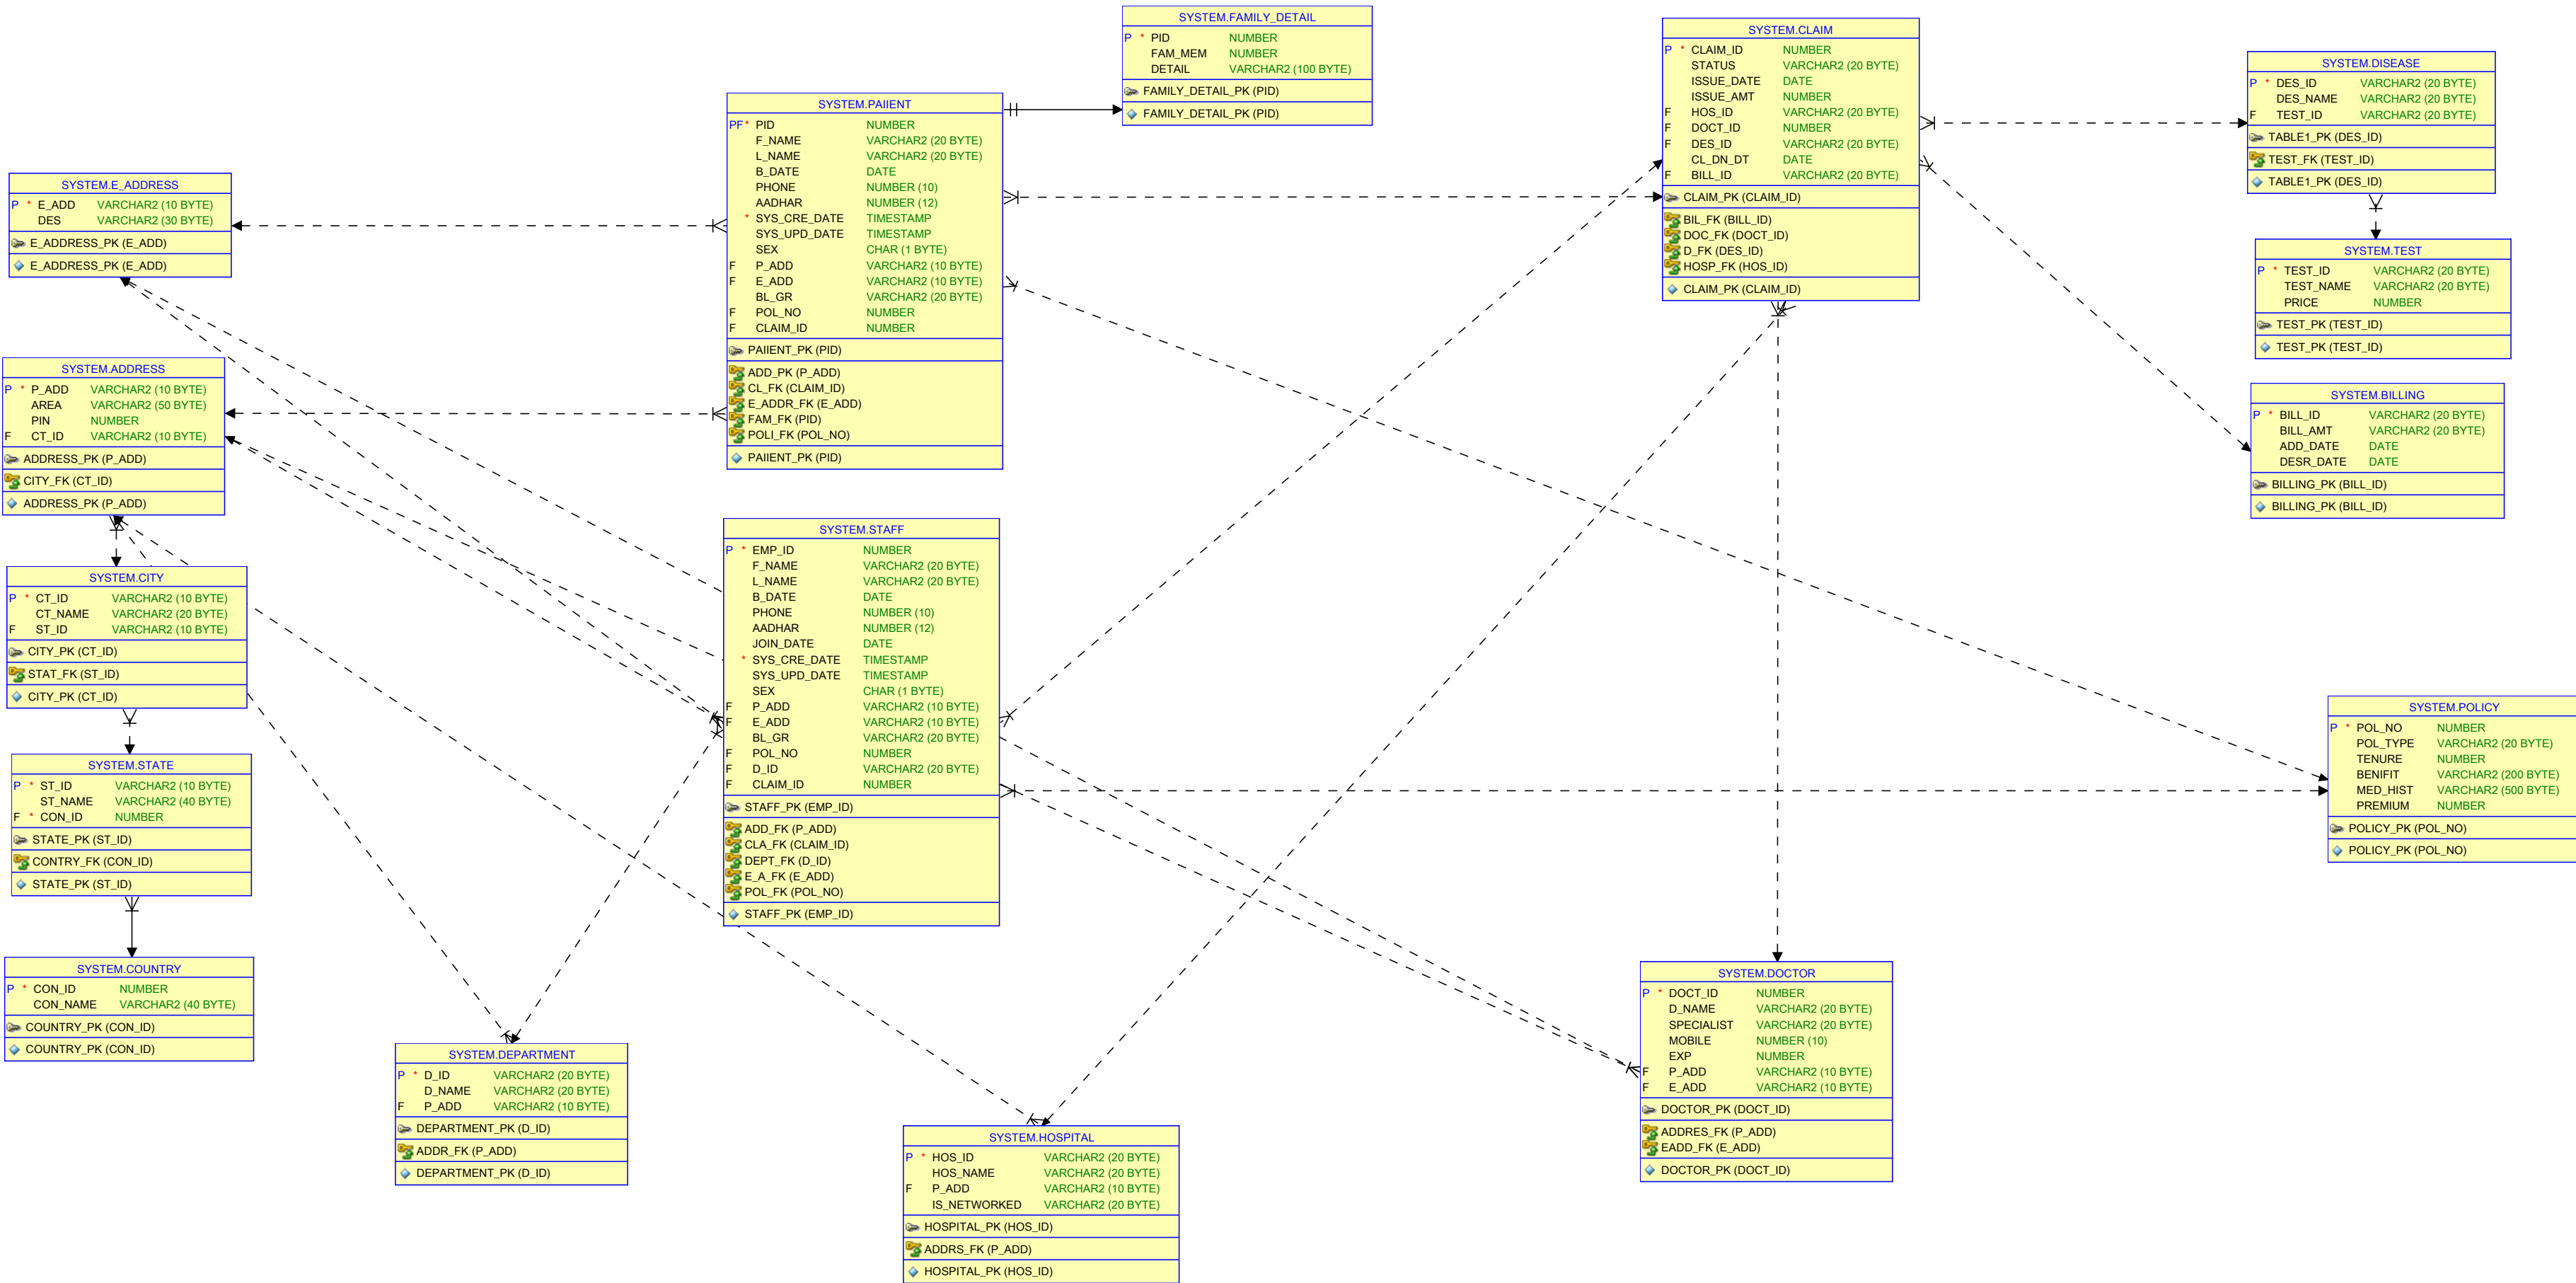 SYSTEM.FAMILY_DETAIL
P * PID NUMBER
FAM_MEM NUMBER
DETAIL VARCHAR2 (100 BYTE)
FAMILY_DETAIL_PK (PID)
FAMILY_DETAIL_PK (PID)
SYSTEM.CLAIM
P * CLAIM_ID NUMBER
STATUS VARCHAR2 (20 BYTE)
ISSUE_DATE DATE
ISSUE_AMT NUMBER
F HOS_ID VARCHAR2 (20 BYTE)
F DOCT_ID NUMBER
F DES_ID VARCHAR2 (20 BYTE)
CL_DN_DT DATE
F BILL_ID VARCHAR2 (20 BYTE)
CLAIM_PK (CLAIM_ID)
BIL_FK (BILL_ID)
DOC_FK (DOCT_ID)
D_FK (DES_ID)
HOSP_FK (HOS_ID)
CLAIM_PK (CLAIM_ID)
SYSTEM.DISEASE
P * DES_ID VARCHAR2 (20 BYTE)
DES_NAME VARCHAR2 (20 BYTE)
F TEST_ID VARCHAR2 (20 BYTE)
TABLE1_PK (DES_ID)
TEST_FK (TEST_ID)
TABLE1_PK (DES_ID)
SYSTEM.PAIIENT
PF * PID NUMBER
F_NAME VARCHAR2 (20 BYTE)
L_NAME VARCHAR2 (20 BYTE)
B_DATE DATE
PHONE NUMBER (10)
AADHAR NUMBER (12)
* SYS_CRE_DATE TIMESTAMP
SYS_UPD_DATE TIMESTAMP
SEX CHAR (1 BYTE)
F P_ADD VARCHAR2 (10 BYTE)
F E_ADD VARCHAR2 (10 BYTE)
BL_GR VARCHAR2 (20 BYTE)
F POL_NO NUMBER
F CLAIM_ID NUMBER
PAIIENT_PK (PID)
ADD_PK (P_ADD)
CL_FK (CLAIM_ID)
E_ADDR_FK (E_ADD)
FAM_FK (PID)
POLI_FK (POL_NO)
PAIIENT_PK (PID)
SYSTEM.E_ADDRESS
P * E_ADD VARCHAR2 (10 BYTE)
DES VARCHAR2 (30 BYTE)
E_ADDRESS_PK (E_ADD)
E_ADDRESS_PK (E_ADD)
SYSTEM.TEST
P * TEST_ID VARCHAR2 (20 BYTE)
TEST_NAME VARCHAR2 (20 BYTE)
PRICE NUMBER
TEST_PK (TEST_ID)
TEST_PK (TEST_ID)
SYSTEM.ADDRESS
P * P_ADD VARCHAR2 (10 BYTE)
AREA VARCHAR2 (50 BYTE)
PIN NUMBER
F CT_ID VARCHAR2 (10 BYTE)
ADDRESS_PK (P_ADD)
CITY_FK (CT_ID)
ADDRESS_PK (P_ADD)
SYSTEM.BILLING
P * BILL_ID VARCHAR2 (20 BYTE)
BILL_AMT VARCHAR2 (20 BYTE)
ADD_DATE DATE
DESR_DATE DATE
BILLING_PK (BILL_ID)
BILLING_PK (BILL_ID)
SYSTEM.STAFF
P * EMP_ID NUMBER
F_NAME VARCHAR2 (20 BYTE)
L_NAME VARCHAR2 (20 BYTE)
B_DATE DATE
PHONE NUMBER (10)
AADHAR NUMBER (12)
JOIN_DATE DATE
* SYS_CRE_DATE TIMESTAMP
SYS_UPD_DATE TIMESTAMP
SEX CHAR (1 BYTE)
F P_ADD VARCHAR2 (10 BYTE)
F E_ADD VARCHAR2 (10 BYTE)
BL_GR VARCHAR2 (20 BYTE)
F POL_NO NUMBER
F D_ID VARCHAR2 (20 BYTE)
F CLAIM_ID NUMBER
STAFF_PK (EMP_ID)
ADD_FK (P_ADD)
CLA_FK (CLAIM_ID)
DEPT_FK (D_ID)
E_A_FK (E_ADD)
POL_FK (POL_NO)
STAFF_PK (EMP_ID)
SYSTEM.CITY
P * CT_ID VARCHAR2 (10 BYTE)
CT_NAME VARCHAR2 (20 BYTE)
F ST_ID VARCHAR2 (10 BYTE)
CITY_PK (CT_ID)
STAT_FK (ST_ID)
CITY_PK (CT_ID)
SYSTEM.POLICY
P * POL_NO NUMBER
POL_TYPE VARCHAR2 (20 BYTE)
TENURE NUMBER
BENIFIT VARCHAR2 (200 BYTE)
MED_HIST VARCHAR2 (500 BYTE)
PREMIUM NUMBER
POLICY_PK (POL_NO)
POLICY_PK (POL_NO)
SYSTEM.STATE
P * ST_ID VARCHAR2 (10 BYTE)
ST_NAME VARCHAR2 (40 BYTE)
F * CON_ID NUMBER
STATE_PK (ST_ID)
CONTRY_FK (CON_ID)
STATE_PK (ST_ID)
SYSTEM.COUNTRY
P * CON_ID NUMBER
CON_NAME VARCHAR2 (40 BYTE)
COUNTRY_PK (CON_ID)
COUNTRY_PK (CON_ID)
SYSTEM.DOCTOR
P * DOCT_ID NUMBER
D_NAME VARCHAR2 (20 BYTE)
SPECIALIST VARCHAR2 (20 BYTE)
MOBILE NUMBER (10)
EXP NUMBER
F P_ADD VARCHAR2 (10 BYTE)
F E_ADD VARCHAR2 (10 BYTE)
DOCTOR_PK (DOCT_ID)
ADDRES_FK (P_ADD)
EADD_FK (E_ADD)
DOCTOR_PK (DOCT_ID)
SYSTEM.DEPARTMENT
P * D_ID VARCHAR2 (20 BYTE)
D_NAME VARCHAR2 (20 BYTE)
F P_ADD VARCHAR2 (10 BYTE)
DEPARTMENT_PK (D_ID)
ADDR_FK (P_ADD)
DEPARTMENT_PK (D_ID)
SYSTEM.HOSPITAL
P * HOS_ID VARCHAR2 (20 BYTE)
HOS_NAME VARCHAR2 (20 BYTE)
F P_ADD VARCHAR2 (10 BYTE)
IS_NETWORKED VARCHAR2 (20 BYTE)
HOSPITAL_PK (HOS_ID)
ADDRS_FK (P_ADD)
HOSPITAL_PK (HOS_ID)